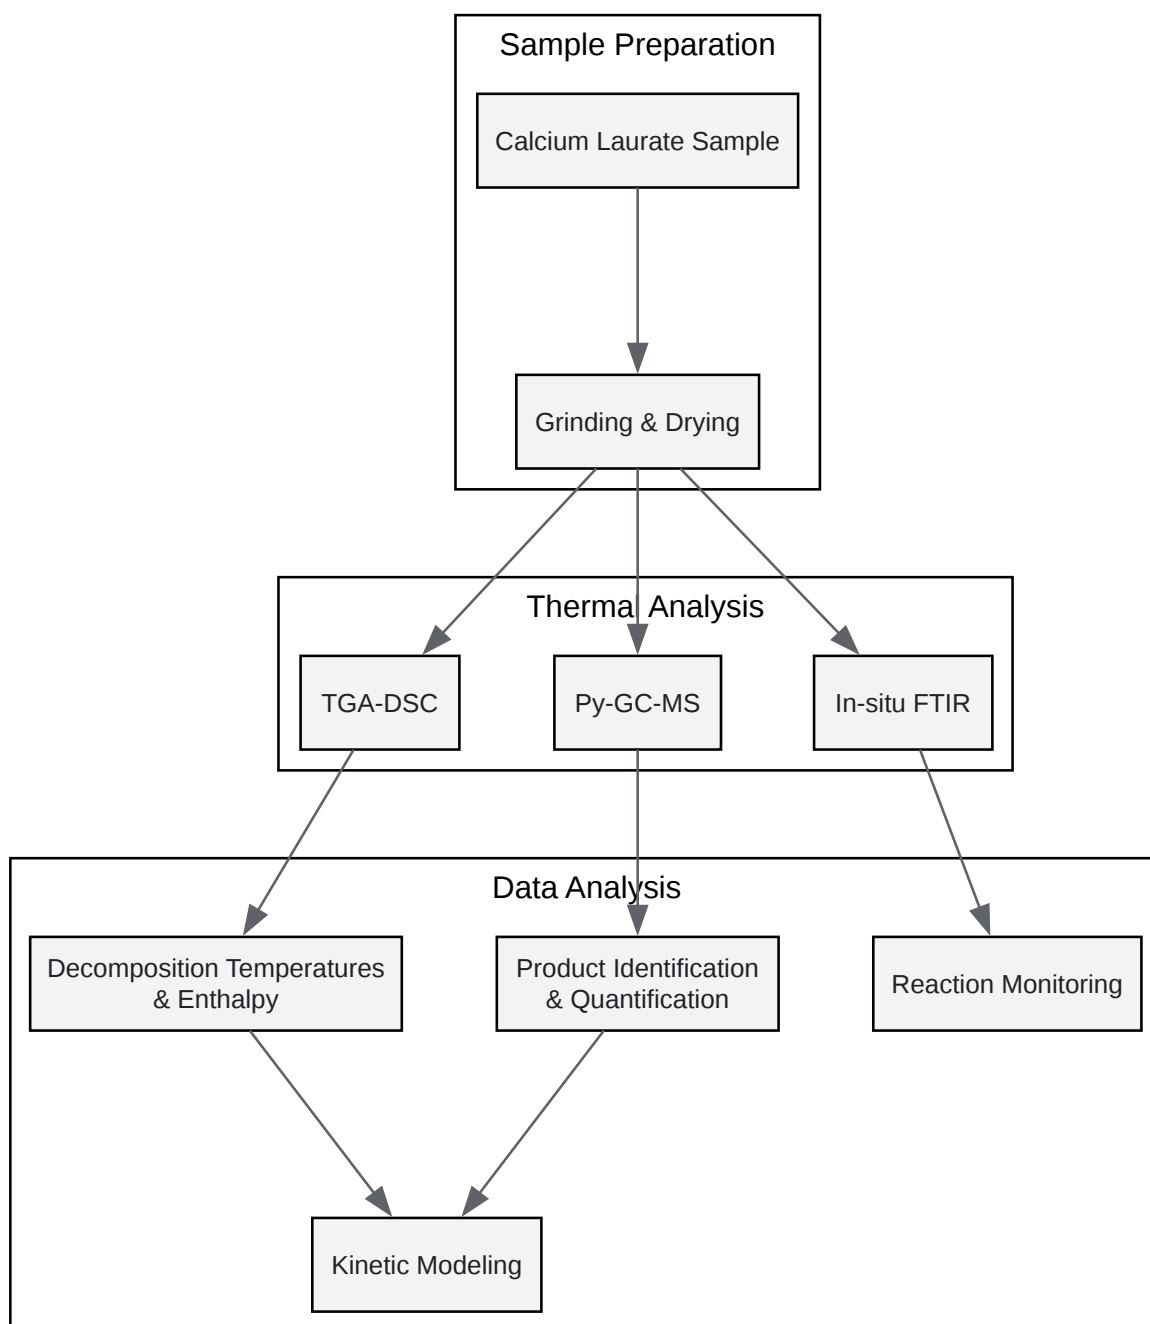 Sample Preparation
Calcium Laurate Sample
Grinding & Drying
Thermal Analysis
TGA-DSC
Py-GC-MS
In-situ FTIR
Data Analysis
Decomposition Temperatures
& Enthalpy
Product Identification
& Quantification
Reaction Monitoring
Kinetic Modeling